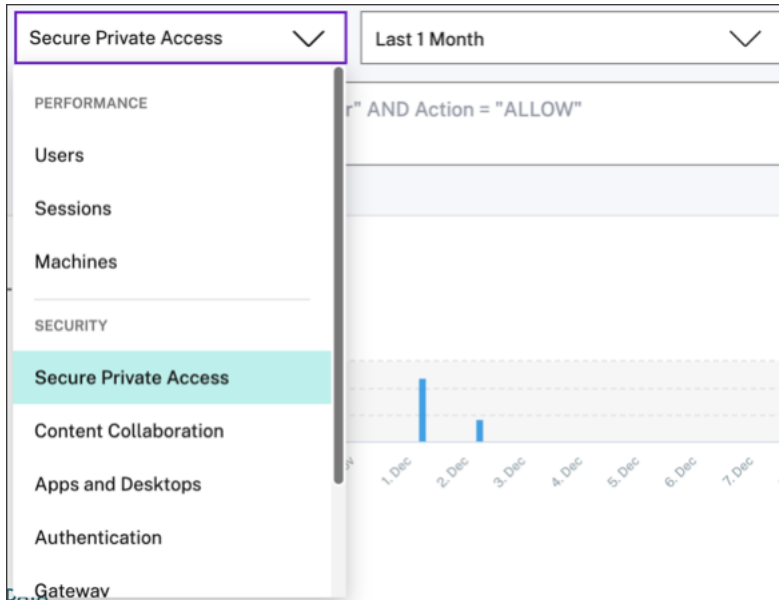 Secure Private Access
Last 1 Month
PERFORMANCE
r" AND Action = "ALLOW"
Users
Sessions
Machines
SECURITY
Secure Private Access
Content Collaboration
Apps and Desktops
Authentication
Gateway
1. Dec
2. Dec
3. Dec
4. Dec
5. Dec
6. Dec
7. Dec